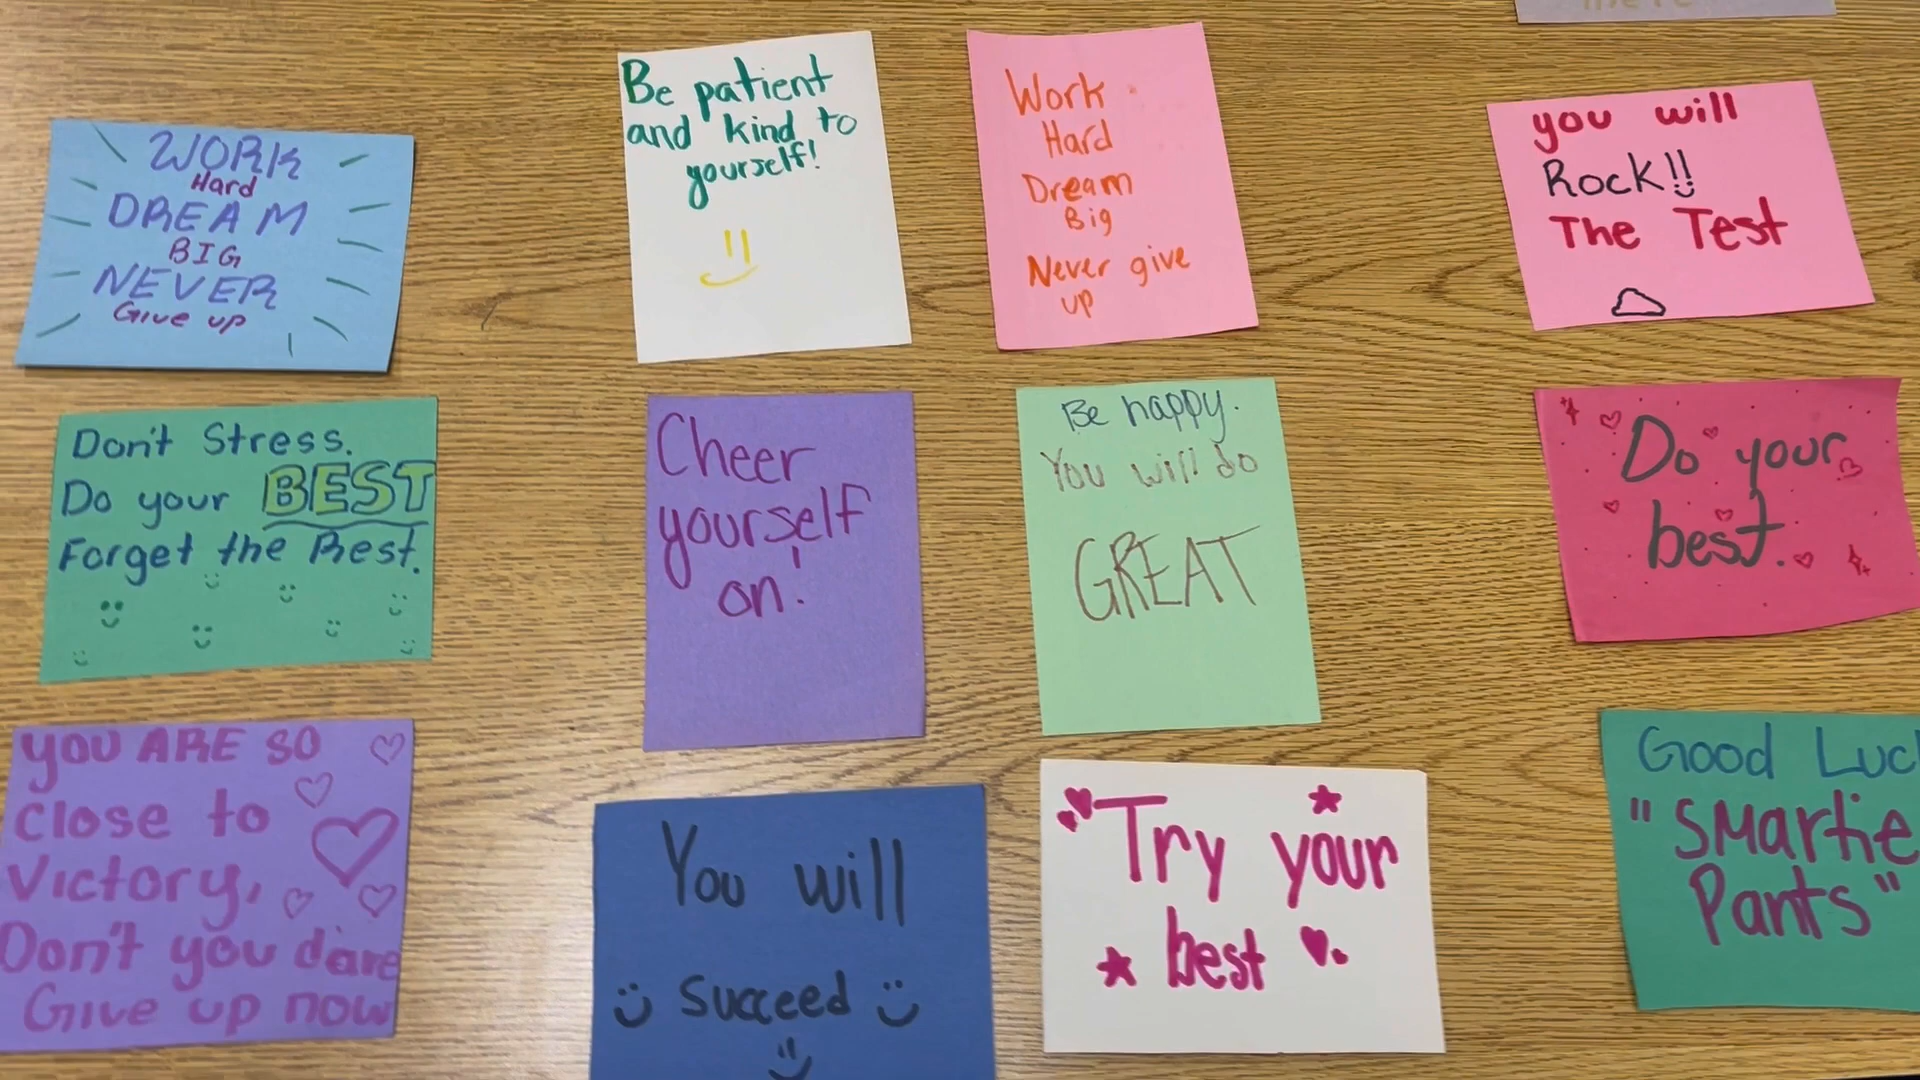 WORK
Hard
DREAM
BIG
NEVER
Give up
Be patient
and kind to
yourself!
Work
Hard
Dream
Big
Never give
up
you will
Rock!!
The Test
Don't Stress.
Do your BEST
Forget the Rest.
Cheer
yourself
on!
Be happy.
You will do
GREAT
Do your
best.
you ARE so
close to
Victory,
Don't you dare
Give up now
You will
Succeed
Try your
best
Good Luc
"SMartie
Pants"